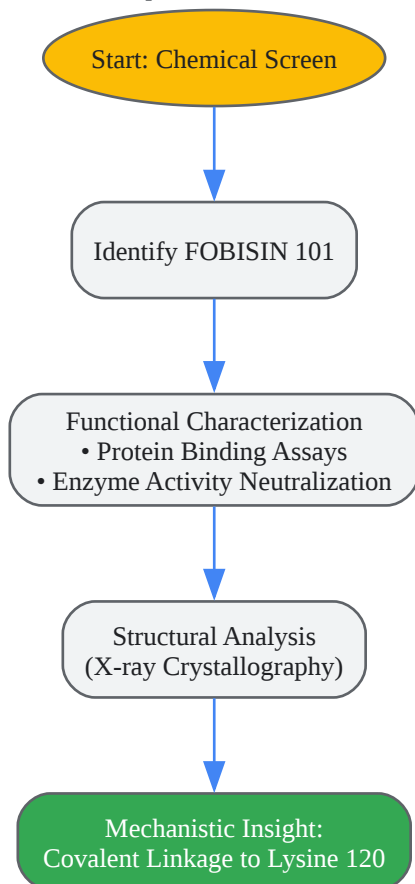 Start: Chemical Screen
Identify FOBISIN 101
Functional Characterization
• Protein Binding Assays
• Enzyme Activity Neutralization
Structural Analysis
(X-ray Crystallography)
Mechanistic Insight:
Covalent Linkage to Lysine 120